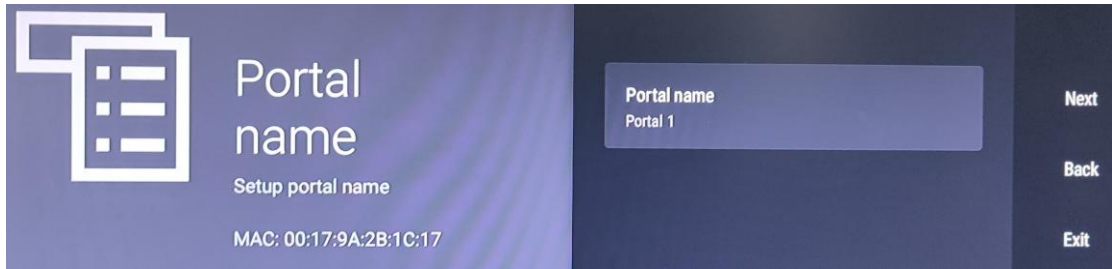 Portal
name
Setup portal name
MAC: 00:17:9A:2B:1C:17
Portal name
Portal 1
Next
Back
Exit